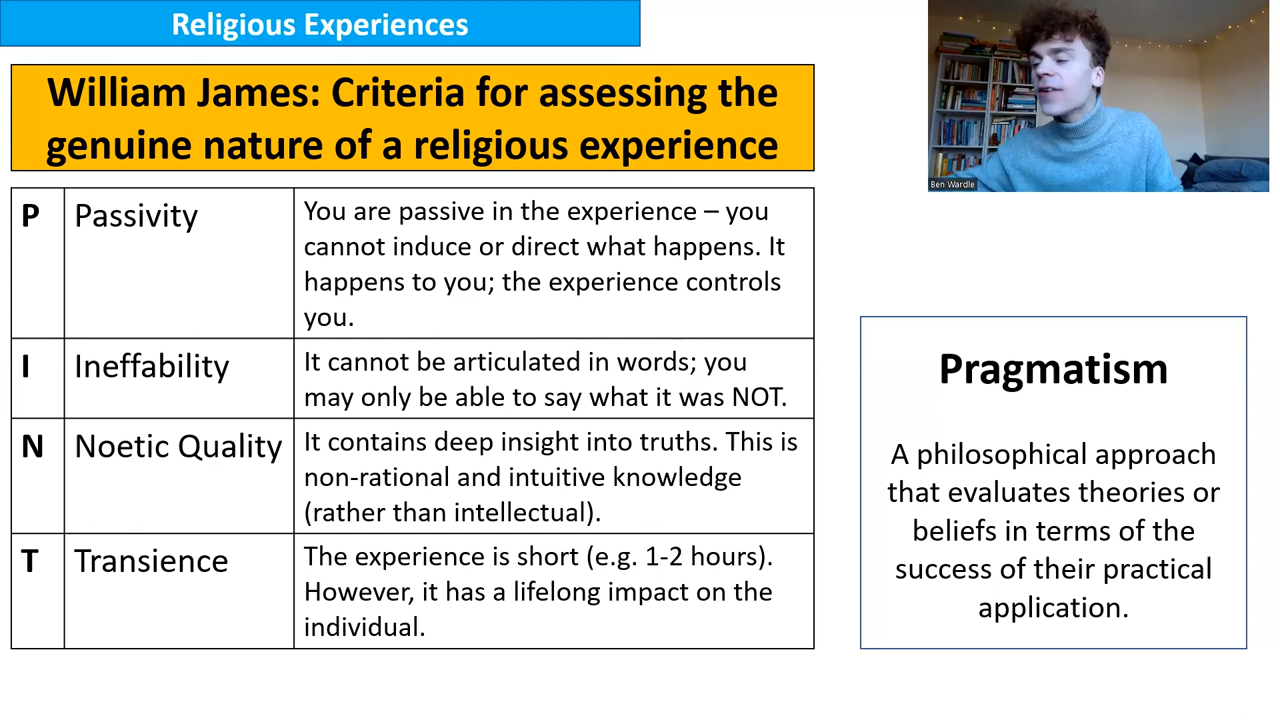 Religious Experiences
William James: Criteria for assessing the
genuine nature of a religious experience
P
Passivity
You are passive in the experience – you
cannot induce or direct what happens. It
happens to you; the experience controls
you.
I
Ineffability
It cannot be articulated in words; you
may only be able to say what it was NOT.
N
Noetic Quality
It contains deep insight into truths. This is
non-rational and intuitive knowledge
(rather than intellectual).
T
Transience
The experience is short (e.g. 1-2 hours).
However, it has a lifelong impact on the
individual.
Ben Wardle
Pragmatism
A philosophical approach
that evaluates theories or
beliefs in terms of the
success of their practical
application.